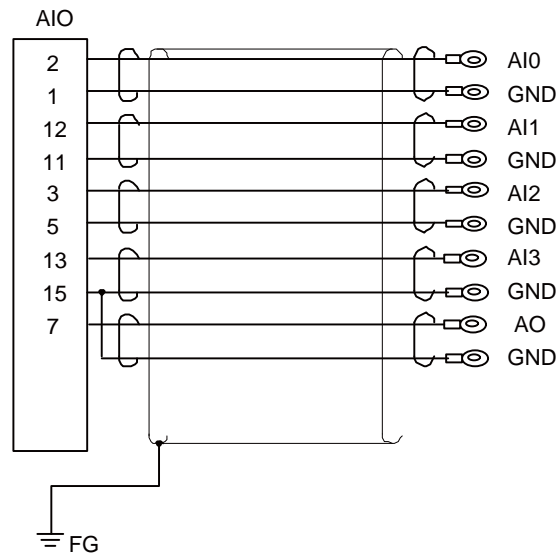 AIO
2 AI0
1 GND
12 AI1
11 GND
3 AI2
5 GND
13 AI3
15 GND
7 AO
GND
FG